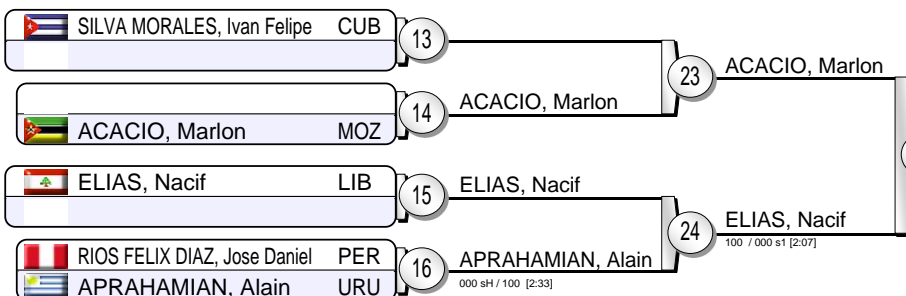 SILVA MORALES, Ivan Felipe CUB
13
ACACIO, Marlon MOZ
14
ACACIO, Marlon
23
ACACIO, Marlon
ELIAS, Nacif LIB
15
ELIAS, Nacif
RIOS FELIX DIAZ, Jose Daniel PER
APRAHAMIAN, Alain URU
16
APRAHAMIAN, Alain
000 sH / 100 [2:33]
24
ELIAS, Nacif
100 / 000 s1 [2:07]